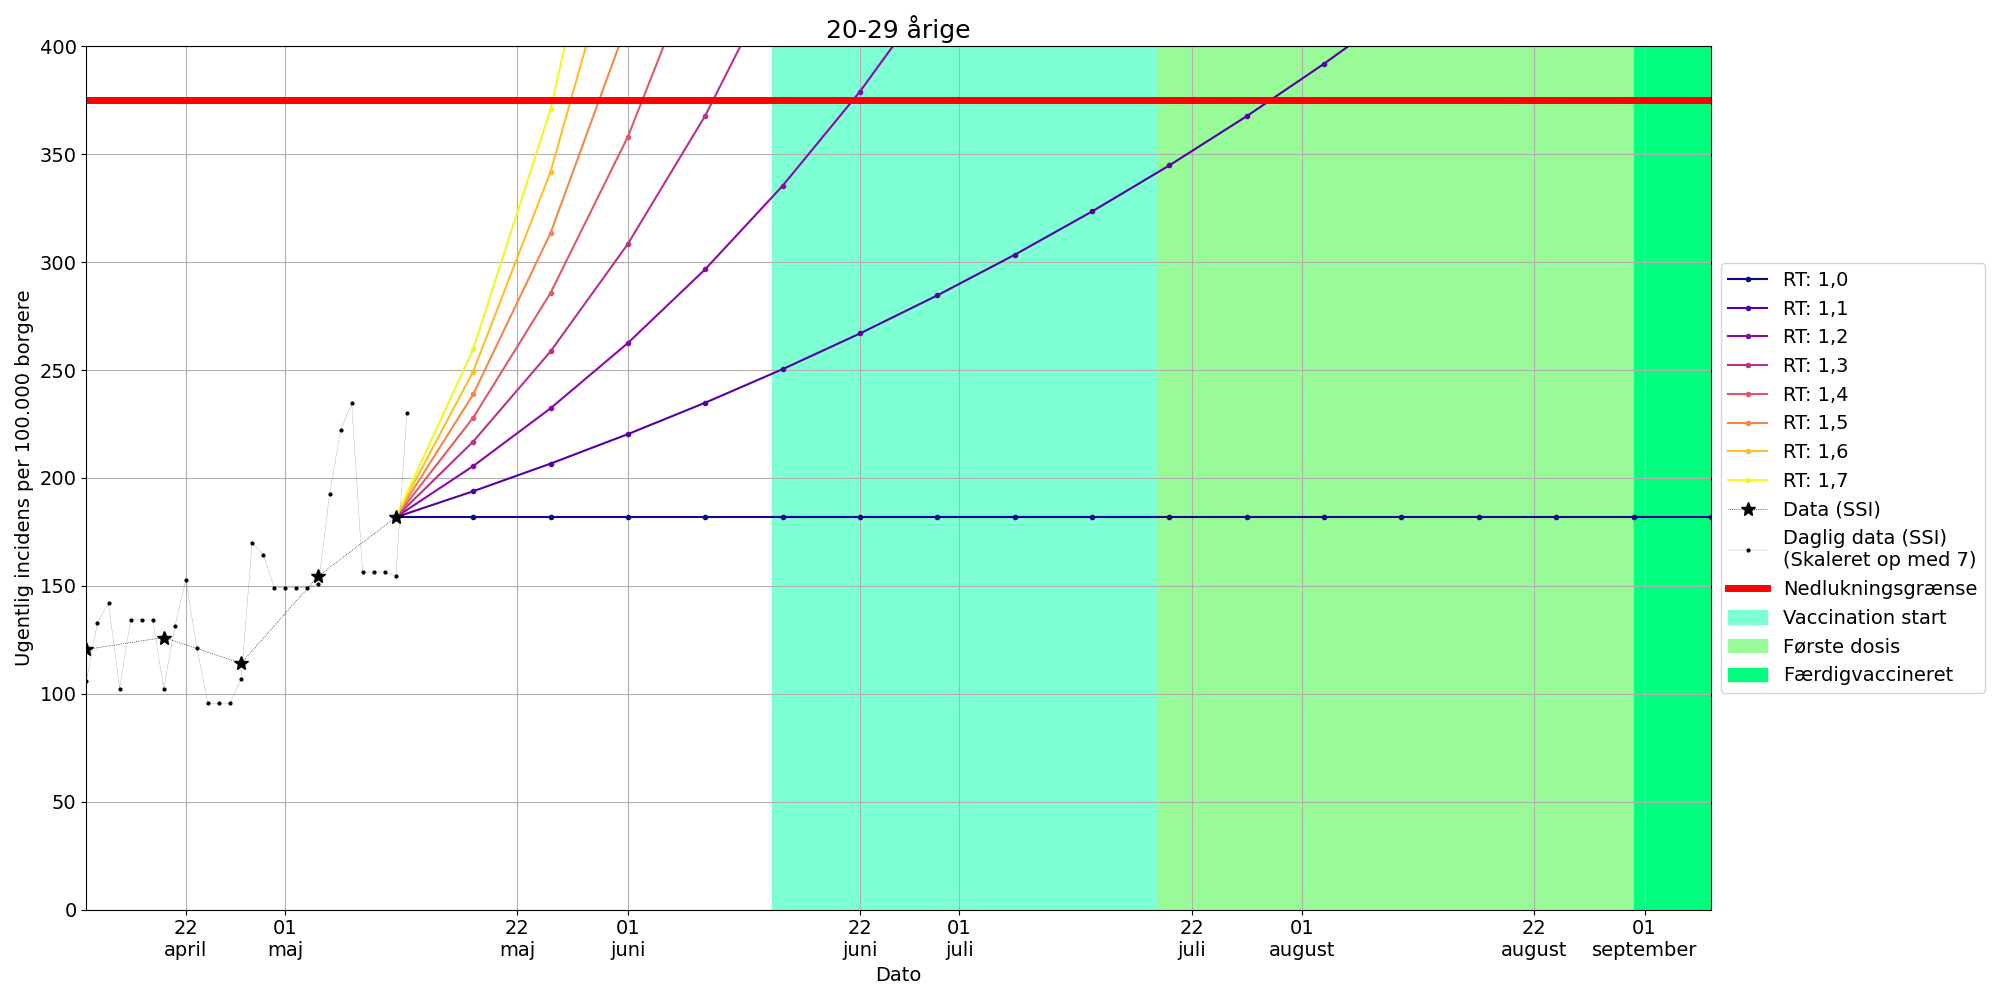 20-29 årige
Ugentlig incidens per 100.000 borgere
400
350
300
250
200
150
100
50
0
22 april
01 maj
22 maj
01 juni
22 juni
01 juli
22 juli
01 august
22 august
01 september
Dato
RT: 1,0
RT: 1,1
RT: 1,2
RT: 1,3
RT: 1,4
RT: 1,5
RT: 1,6
RT: 1,7
Data (SSI)
Daglig data (SSI)
(Skaleret op med 7)
Nedlukningsgrænse
Vaccination start
Første dosis
Færdigvaccineret